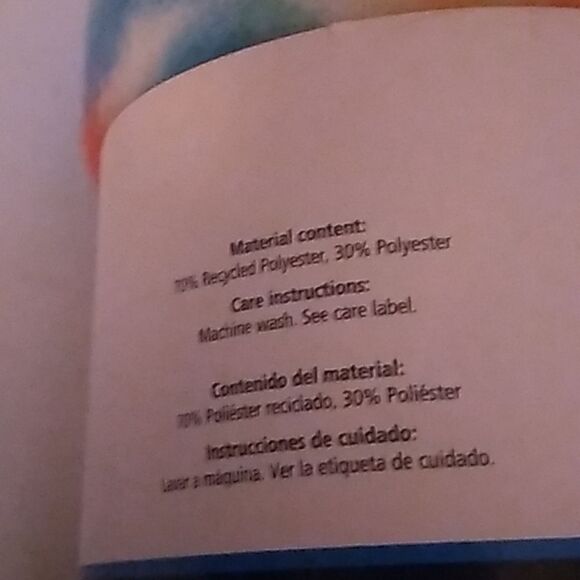 Material content:
70% Recycled Polyester, 30% Polyester
Care instructions:
Machine wash. See care label.
Contenido del material:
70% Poliéster reciclado, 30% Poliéster
Instrucciones de cuidado:
Lavar a máquina. Ver la etiqueta de cuidado.